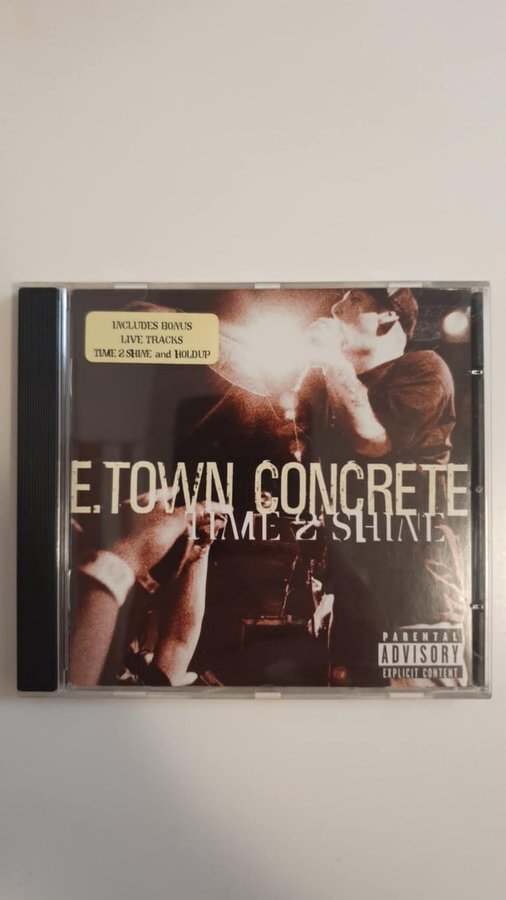 INCLUDES BONUS
LIVE TRACKS
TIME 2 SHINE and HOLDUP
E.TOWN CONCRETE
TIME 2 SHINE
PARENTAL
ADVISORY
EXPLICIT CONTENT